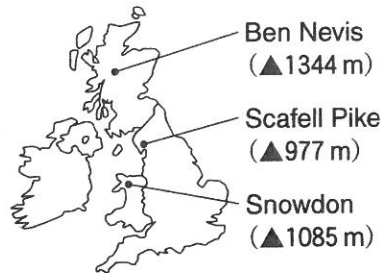 Ben Nevis
(▲1344 m)
Scafell Pike
(▲977 m)
Snowdon
(▲1085 m)